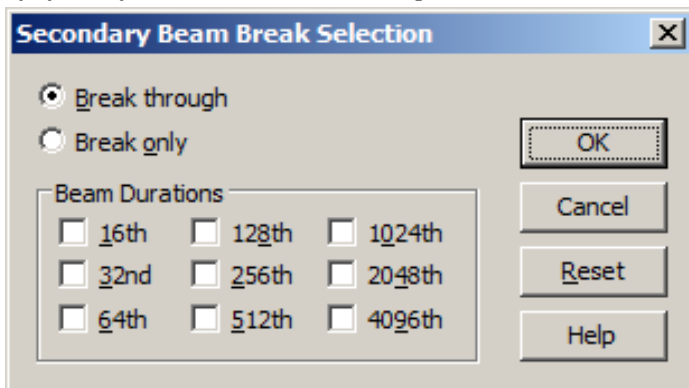 Secondary Beam Break Selection
Break through
Break only
OK
Beam Durations
Cancel
16th 128th 1024th
32nd 256th 2048th
Reset
64th 512th 4096th
Help